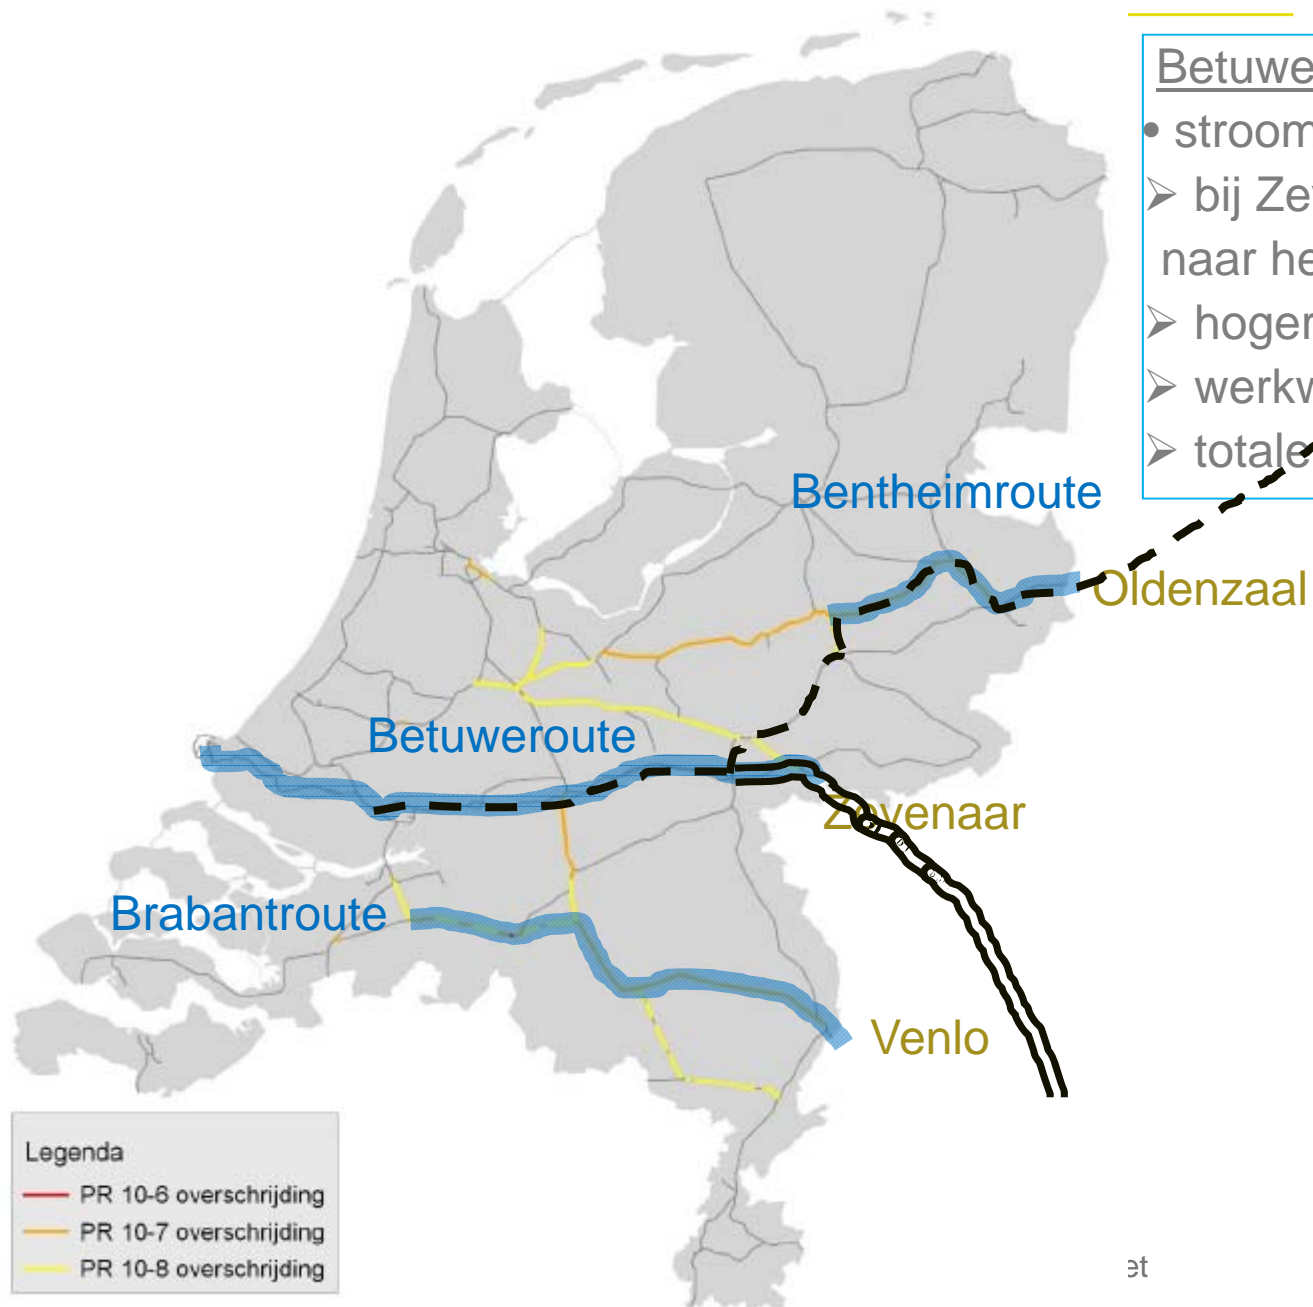 Betuwe
• stroom
➢ bij Ze
naar he
➢ hoger
➢ werkw
➢ totale
Bentheimroute
Oldenzaal
Betuweroute
Zevenaar
Brabantroute
Venlo
Legenda
PR 10-6 overschrijding
PR 10-7 overschrijding
PR 10-8 overschrijding
et